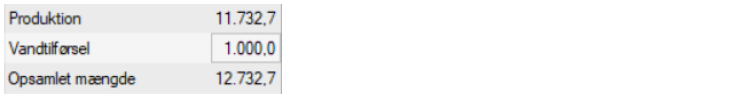 Produktion 11.732,7
Vandtilførsel 1.000,0
Opsamlet mængde 12.732,7